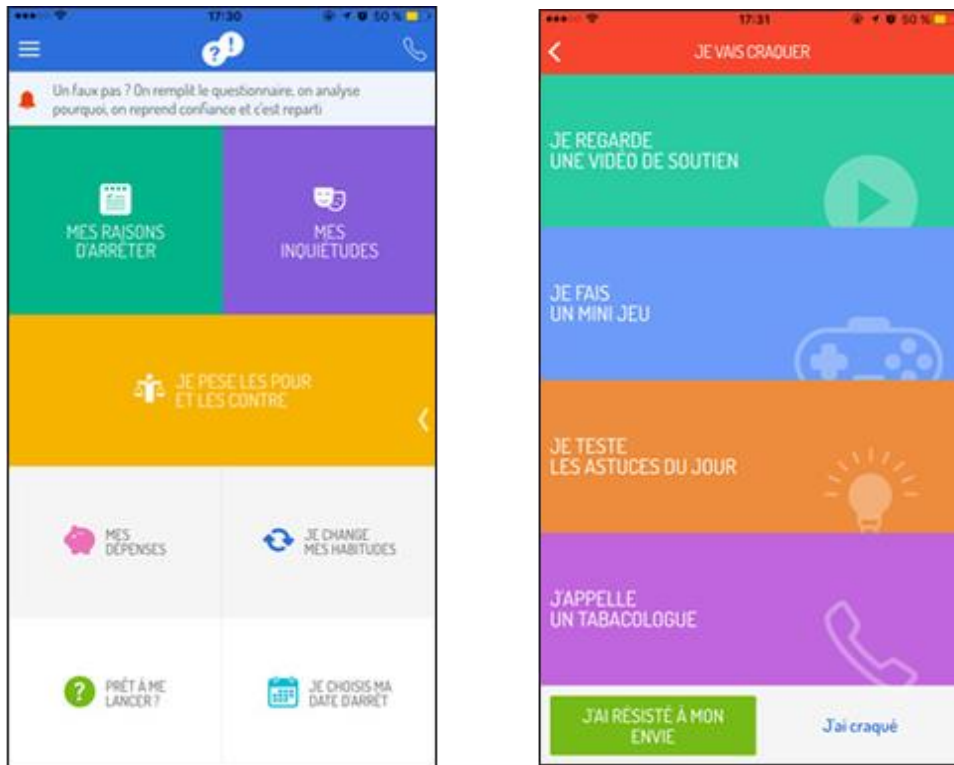 17:30
50 %
? !
Un faux pas ? On remplit le questionnaire, on analyse
pourquoi, on reprend confiance et c'est reparti
MES RAISONS
D'ARRÊTER
MES
INQUIÉTUDES
JE PÈSE LES POUR
ET LES CONTRE
MES
DÉPENSES
JE CHANGE
MES HABITUDES
?
PRÊT À ME
LANCER ?
JE CHOISIS MA
DATE D'ARRÊT
17:31
50 %
JE VAIS CRAQUER
JE REGARDE
UNE VIDÉO DE SOUTIEN
JE FAIS
UN MINI JEU
JE TESTE
LES ASTUCES DU JOUR
J'APPELLE
UN TABACOLOGUE
J'AI RÉSISTÉ À MON
ENVIE
J'ai craqué